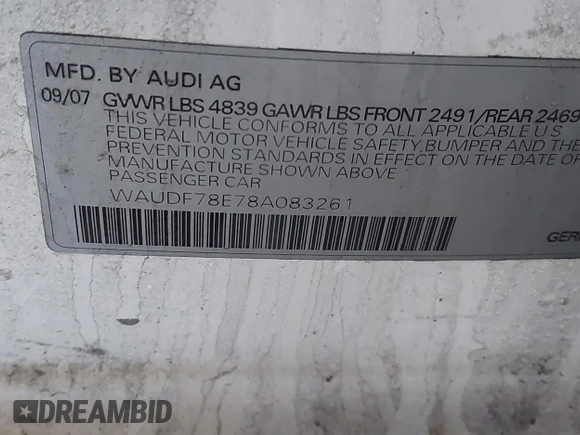 MFD. BY AUDI AG
09/07 GVWR LBS 4839 GAWR LBS FRONT 2491/REAR 2469
THIS VEHICLE CONFORMS TO ALL APPLICABLE U S
FEDERAL MOTOR VEHICLE SAFETY,BUMPER AND THE
PREVENTION STANDARDS IN EFFECT ON THE DATE OF
MANUFACTURE SHOWN ABOVE
PASSENGER CAR
WAUDF78E78A083261
GER
DREAMBID